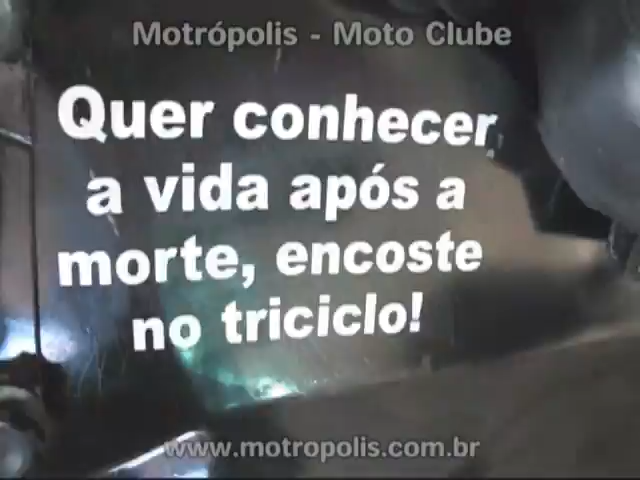 Motrópolis - Moto Clube
Quer conhecer
a vida após a
morte, encoste
no triciclo!
www.motropolis.com.br